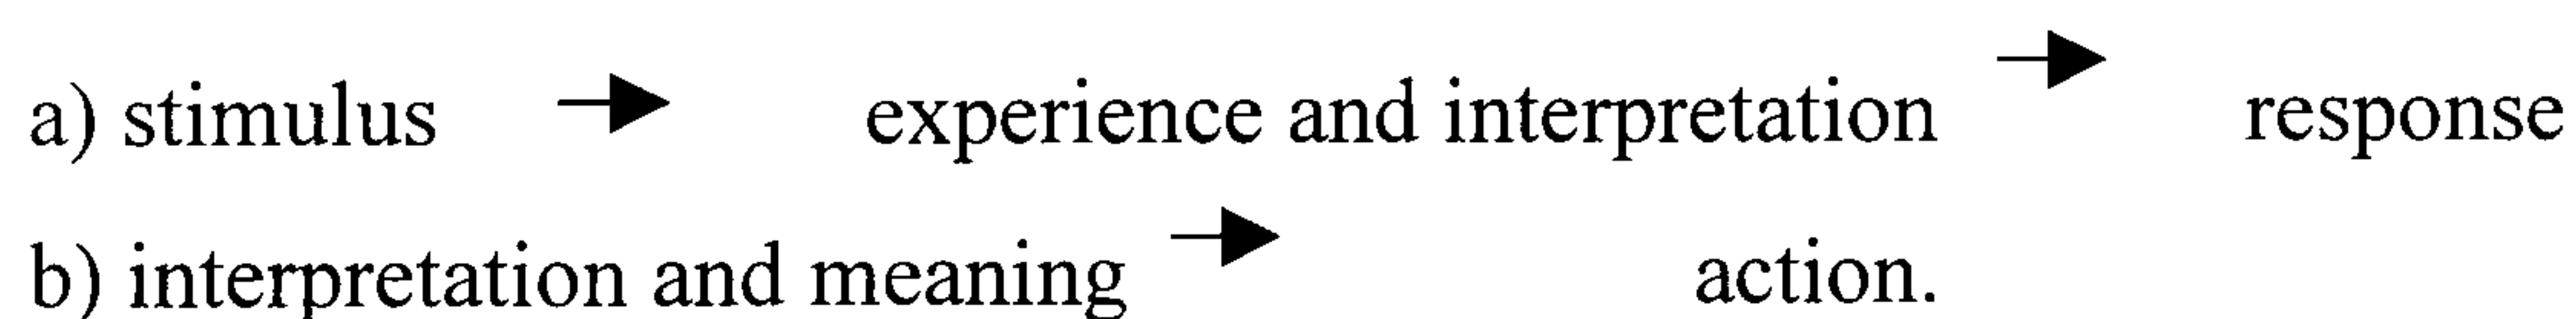 a) stimulus → experience and interpretation → response
b) interpretation and meaning → action.